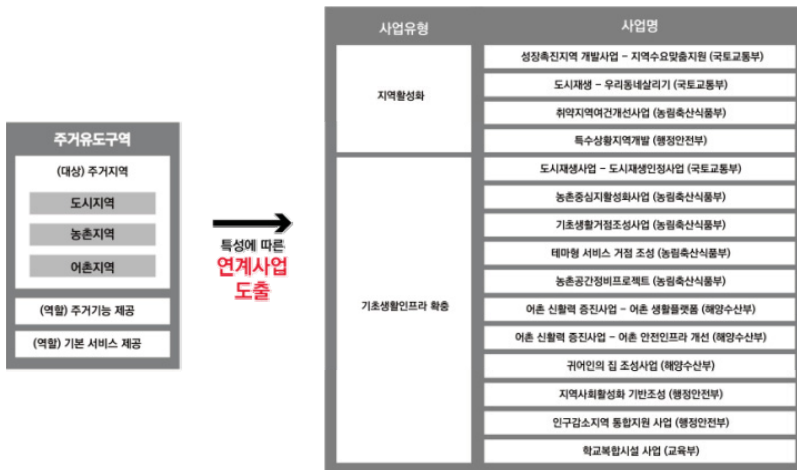 주거유도구역
(대상) 주거지역
도시지역
농촌지역
어촌지역
(역할) 주거기능 제공
(역할) 기본 서비스 제공
특성에 따른
연계사업
도출
사업유형
사업명
지역활성화
성장촉진지역 개발사업 – 지역수요맞춤지원 (국토교통부)
도시재생 – 우리동네살리기 (국토교통부)
취약지역여건개선사업 (농림축산식품부)
특수상황지역개발 (행정안전부)
기초생활인프라 확충
도시재생사업 – 도시재생인정사업 (국토교통부)
농촌중심지활성화사업 (농림축산식품부)
기초생활거점조성사업 (농림축산식품부)
테마형 서비스 거점 조성 (농림축산식품부)
농촌공간정비프로젝트 (농림축산식품부)
어촌 신활력 증진사업 – 어촌 생활플랫폼 (해양수산부)
어촌 신활력 증진사업 – 어촌 안전인프라 개선 (해양수산부)
귀어인의 집 조성사업 (해양수산부)
지역사회활성화 기반조성 (행정안전부)
인구감소지역 통합지원 사업 (행정안전부)
학교복합시설 사업 (교육부)